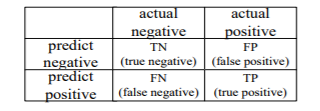 actual actual
negative positive
predict TN FP
negative (true negative) (false positive)
predict FN TP
positive (false negative) (true positive)